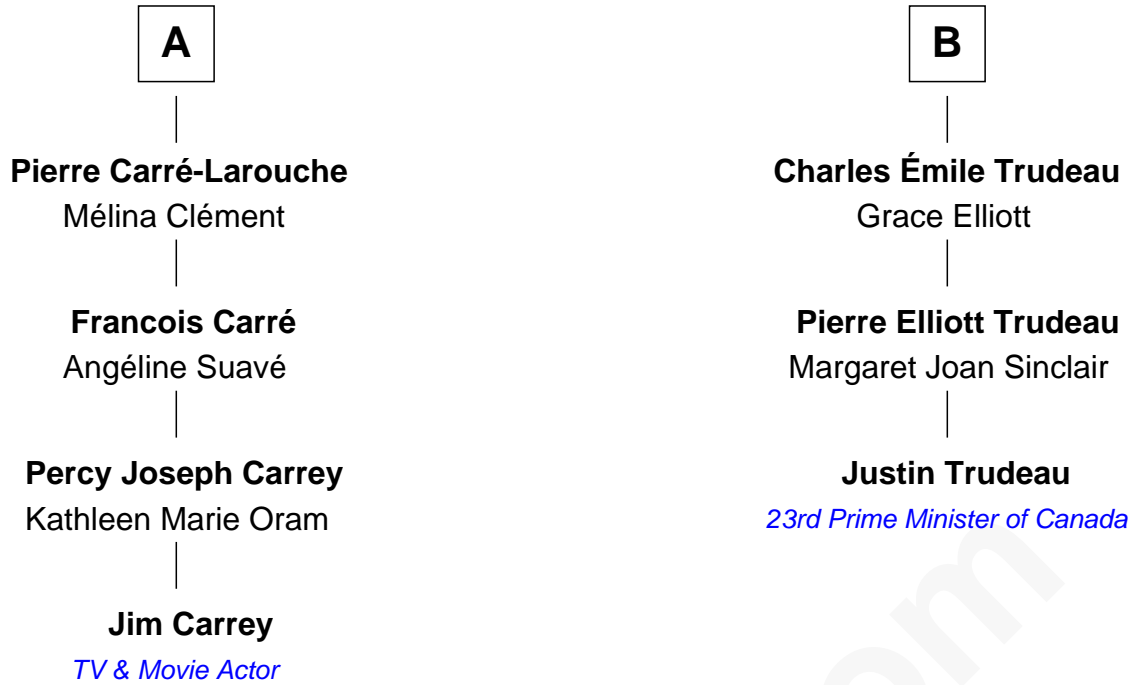 A
Pierre Carré-Larouche
Mélina Clément
Francois Carré
Angéline Suavé
Percy Joseph Carrey
Kathleen Marie Oram
Jim Carrey
TV & Movie Actor
B
Charles Émile Trudeau
Grace Elliott
Pierre Elliott Trudeau
Margaret Joan Sinclair
Justin Trudeau
23rd Prime Minister of Canada
om